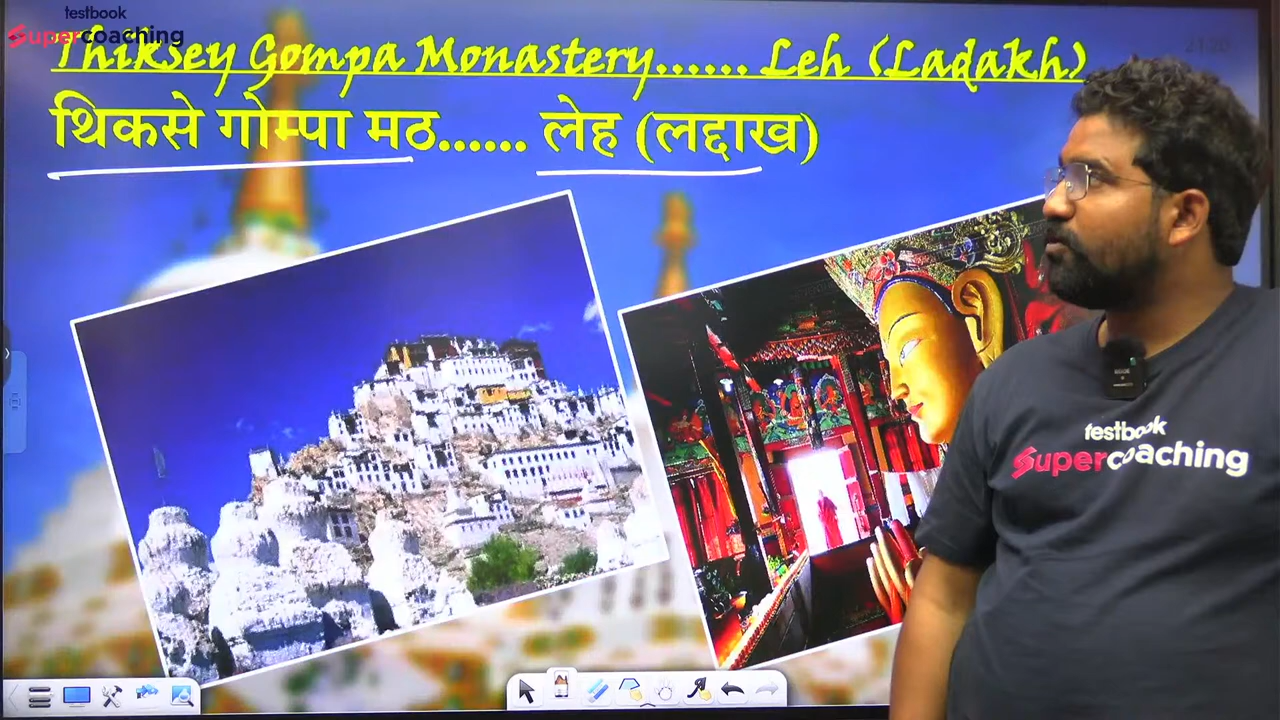 testbook
Supercoaching
Thiksey Gompa Monastery...... Leh (Ladakh)
थिकसे गोम्पा मठ...... लेह (लद्दाख)
testbook
Supercoaching